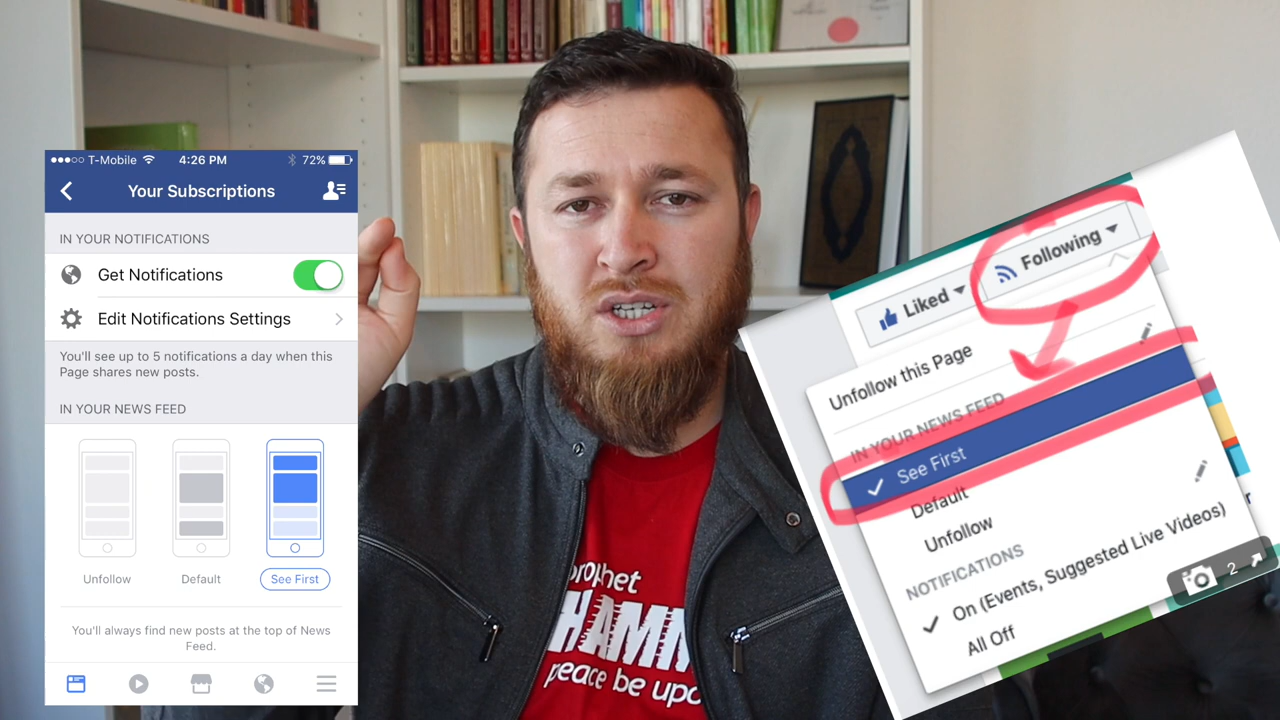 ●●●○○ T-Mobile 4:26 PM 72%
Your Subscriptions
IN YOUR NOTIFICATIONS
Get Notifications
Edit Notifications Settings
You'll see up to 5 notifications a day when this
Page shares new posts.
IN YOUR NEWS FEED
Unfollow Default See First
You'll always find new posts at the top of News
Feed.
prophet
HAMM
peace be upo
Liked Following
Unfollow this Page
IN YOUR NEWS FEED
See First
Default
Unfollow
NOTIFICATIONS
On (Events, Suggested Live Videos)
All Off
2